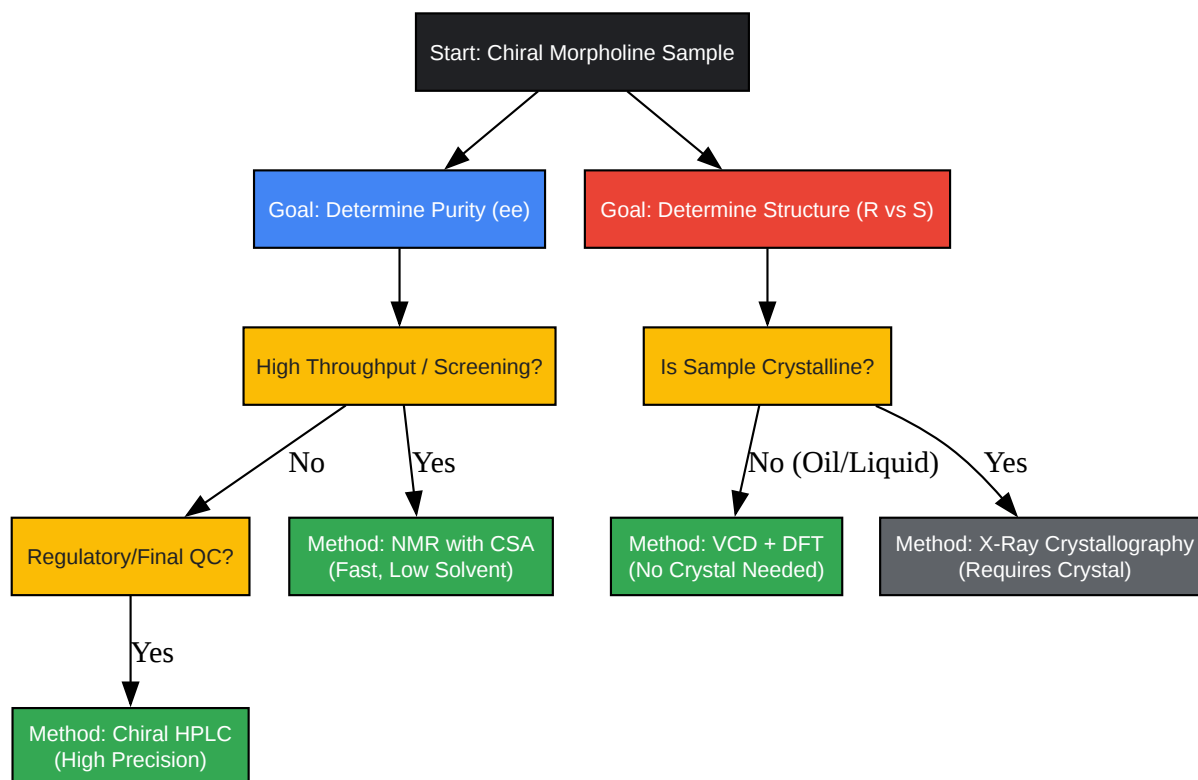 Start: Chiral Morpholine Sample
Goal: Determine Purity (ee)
Goal: Determine Structure (R vs S)
High Throughput / Screening?
Is Sample Crystalline?
No
Yes
No (Oil/Liquid)
Yes
Regulatory/Final QC?
Method: NMR with CSA
(Fast, Low Solvent)
Method: VCD + DFT
(No Crystal Needed)
Method: X-Ray Crystallography
(Requires Crystal)
Yes
Method: Chiral HPLC
(High Precision)